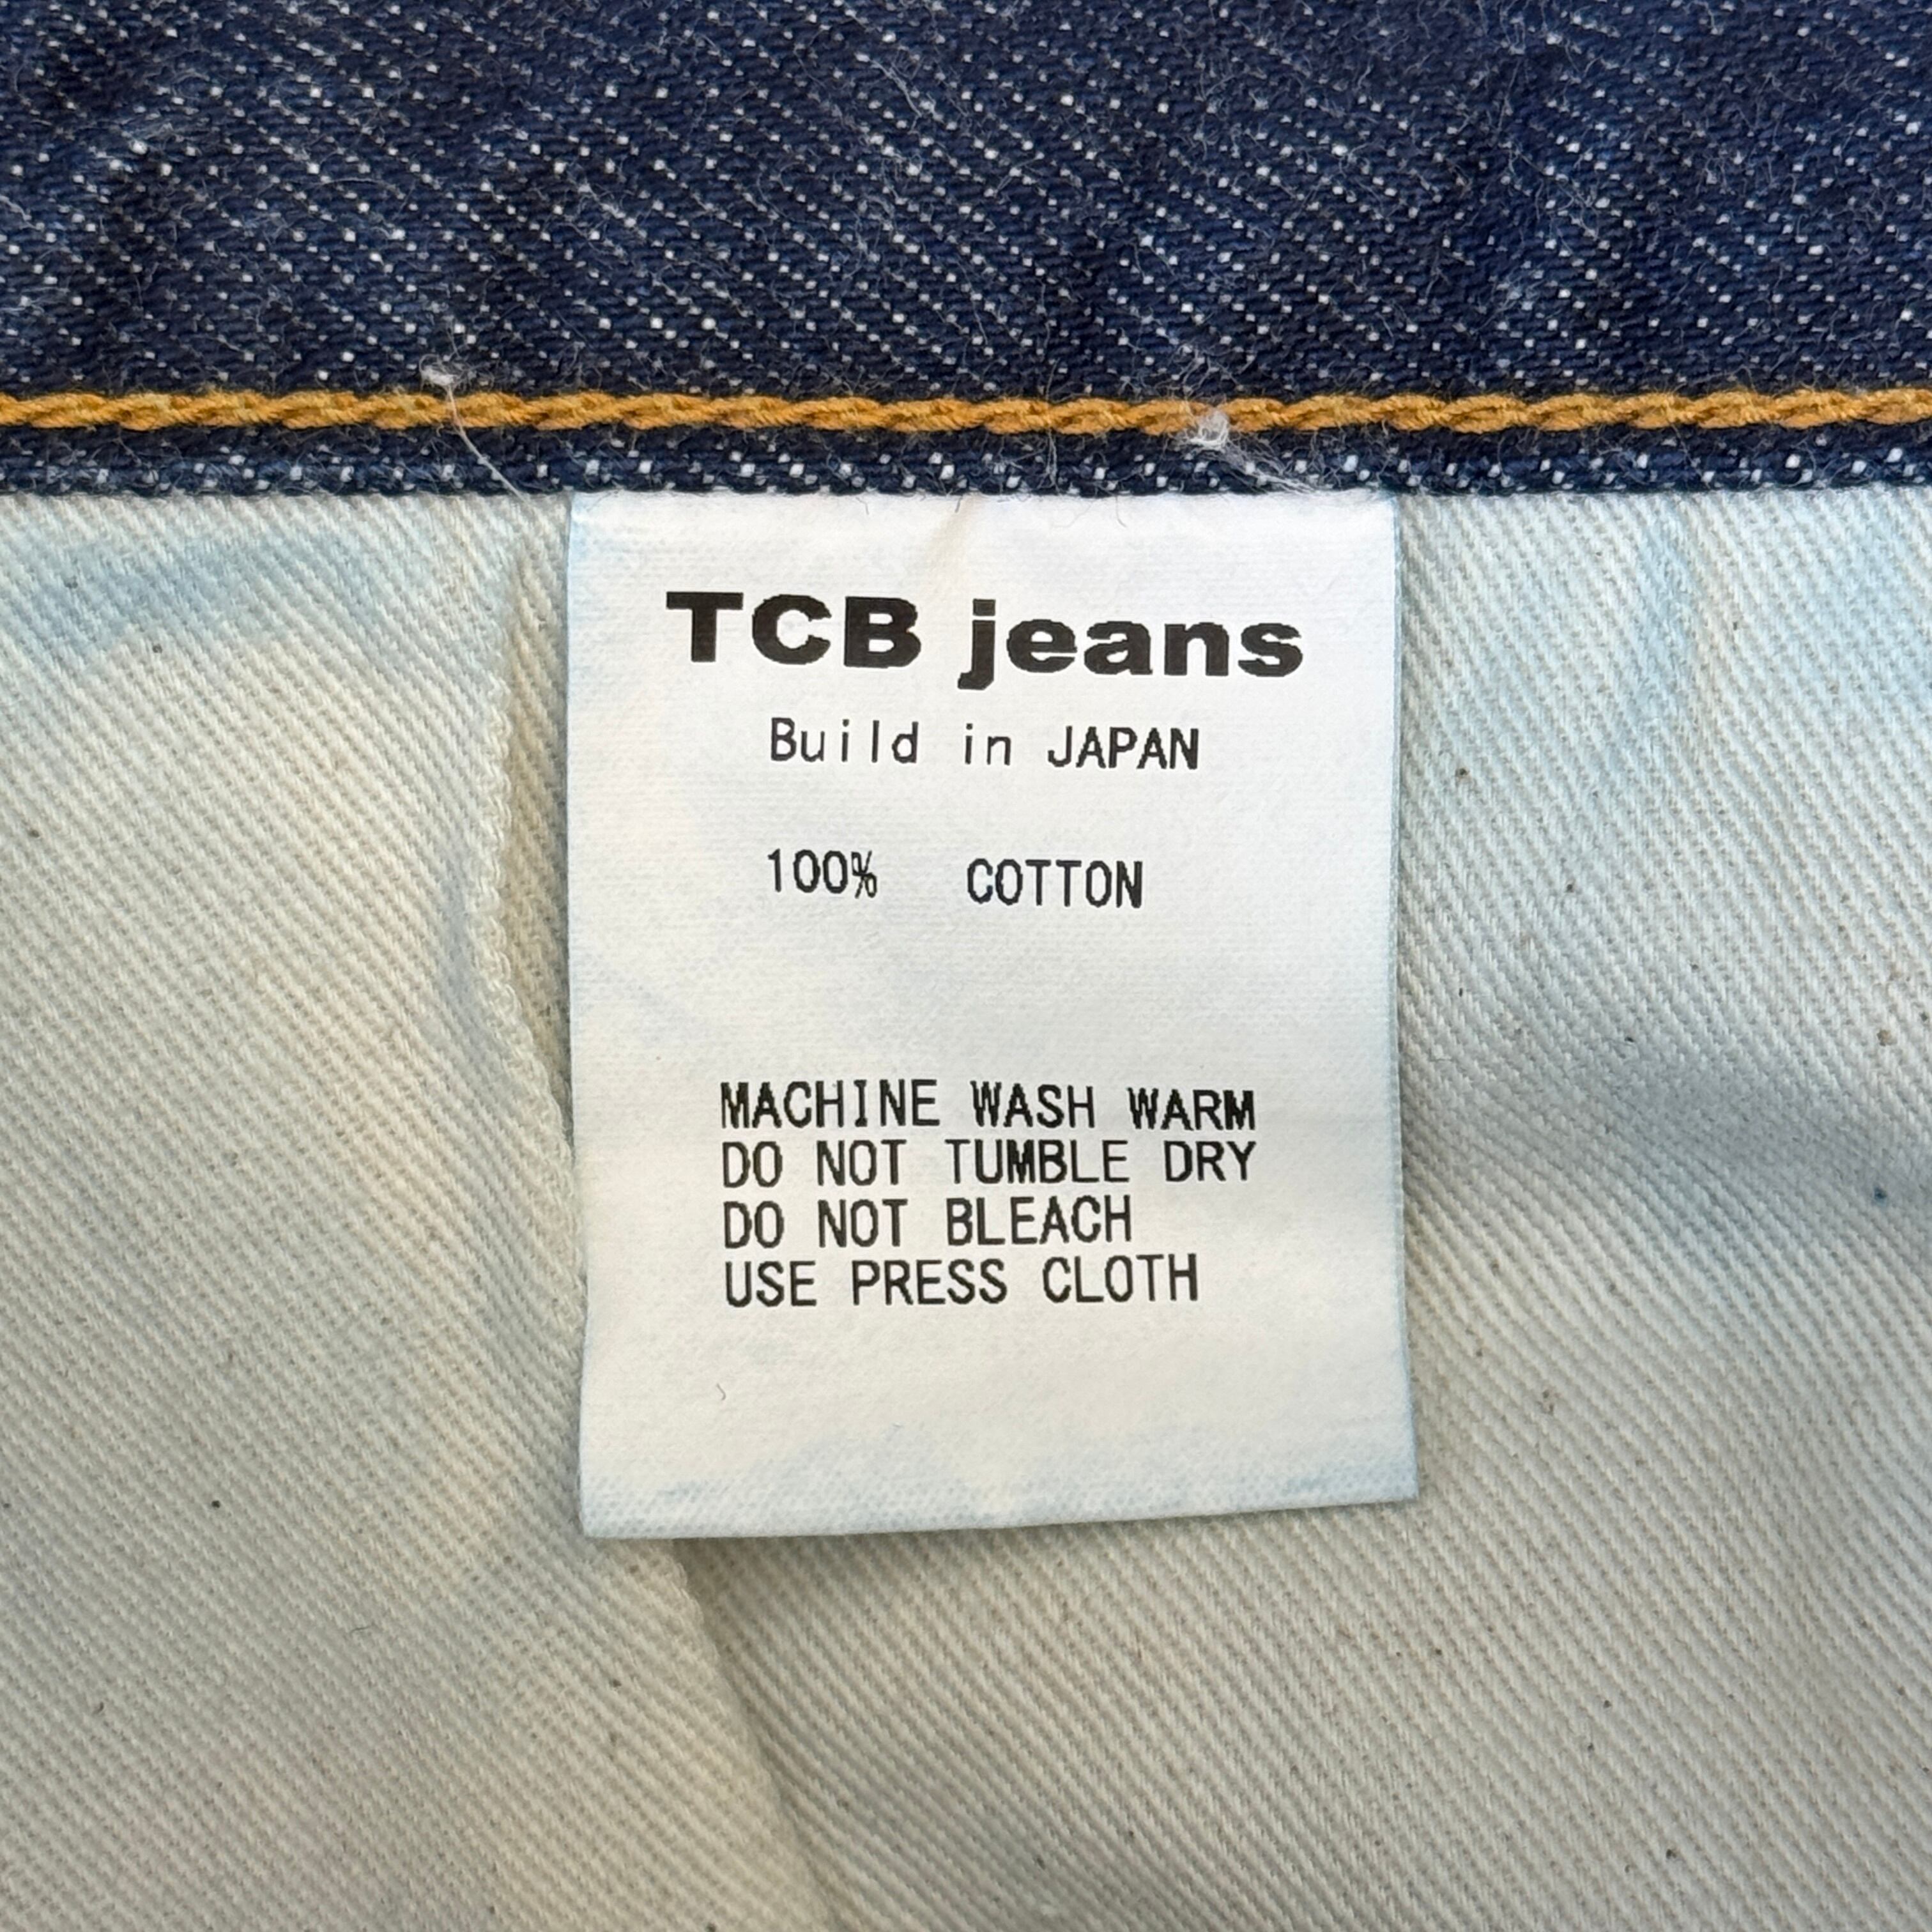 TCB jeans
Build in JAPAN
100% COTTON
MACHINE WASH WARM
DO NOT TUMBLE DRY
DO NOT BLEACH
USE PRESS CLOTH